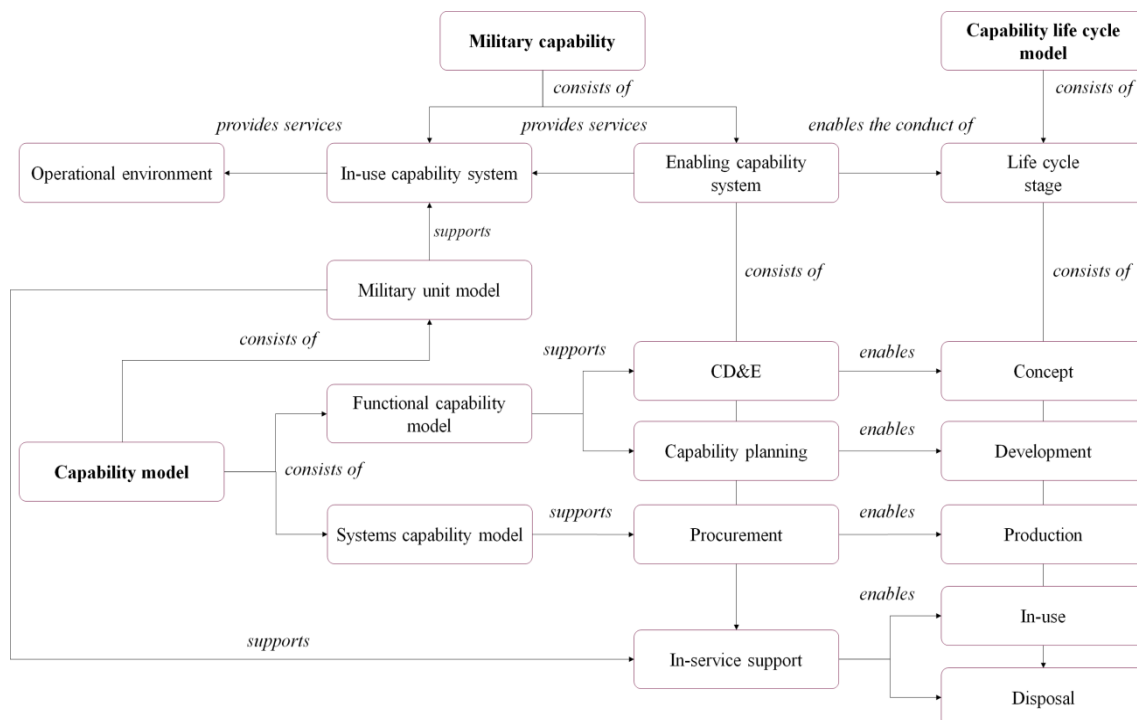 Military capability
Capability life cycle
model
consists of
consists of
provides services
provides services
enables the conduct of
Operational environment
In-use capability system
Enabling capability
system
Life cycle
stage
supports
consists of
consists of
Military unit model
consists of
supports
enables
CD&E
Concept
Functional capability
model
enables
Capability planning
Development
Capability model
consists of
supports
enables
Systems capability model
Procurement
Production
enables
In-use
supports
In-service support
Disposal